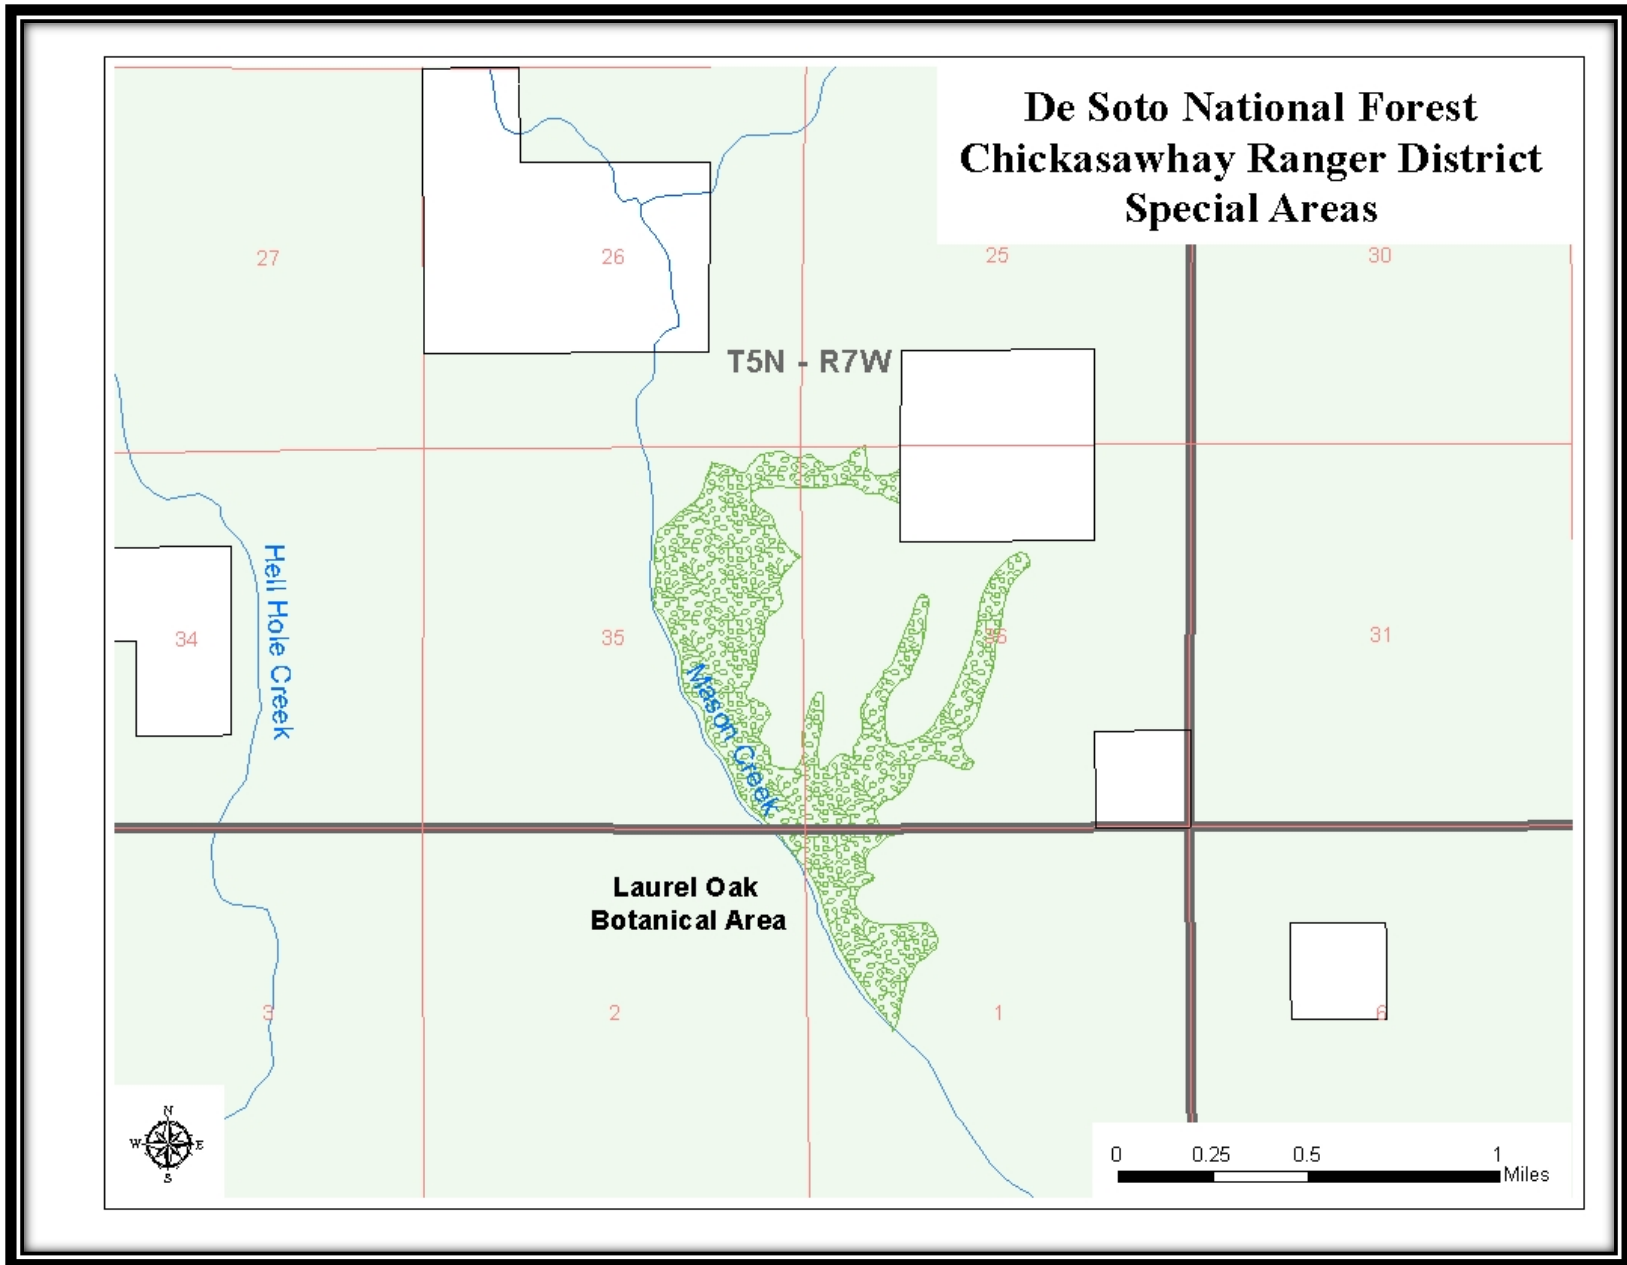 De Soto National Forest
Chickasawhay Ranger District
Special Areas
27
26
25
30
T5N - R7W
Hell Hole Creek
34
35
Mason Creek
36
31
Laurel Oak
Botanical Area
3
2
1
6
N
W
E
S
0
0.25
0.5
1
Miles